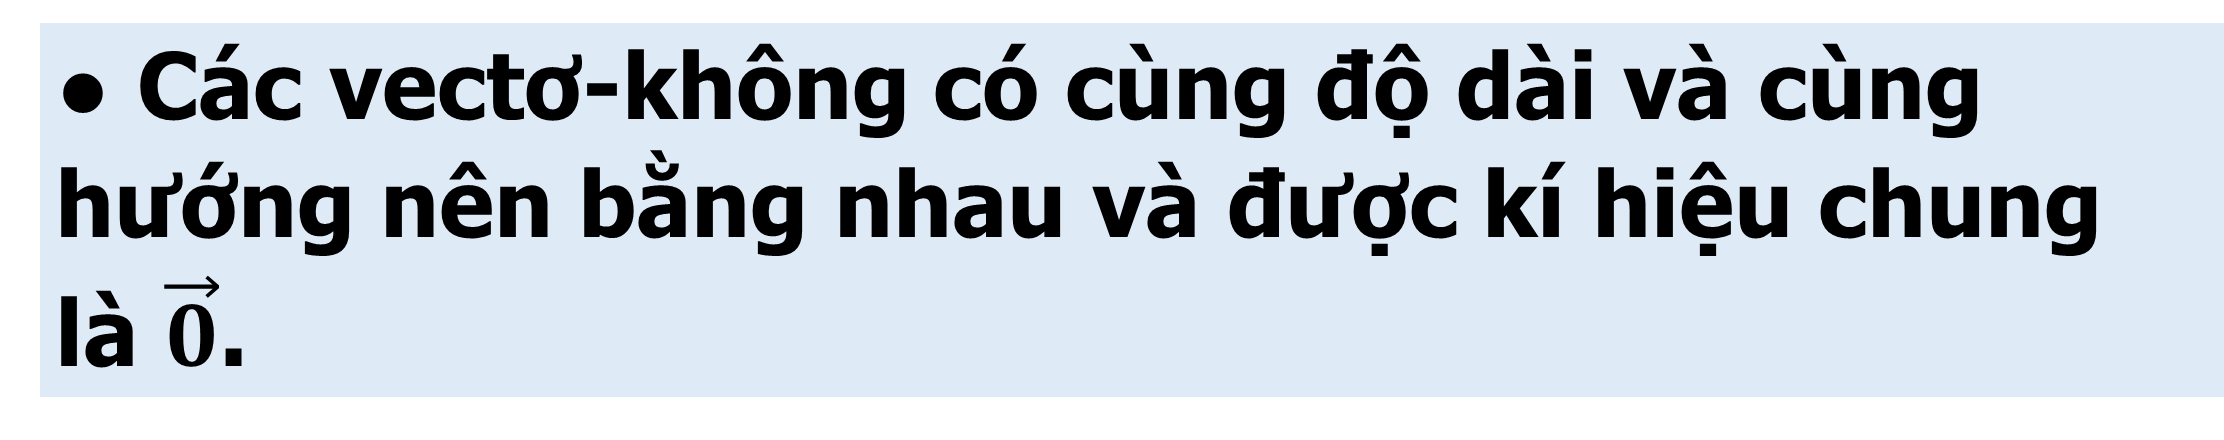 ● Các vectơ-không có cùng độ dài và cùng
hướng nên bằng nhau và được kí hiệu chung
là $\overrightarrow{0}$.